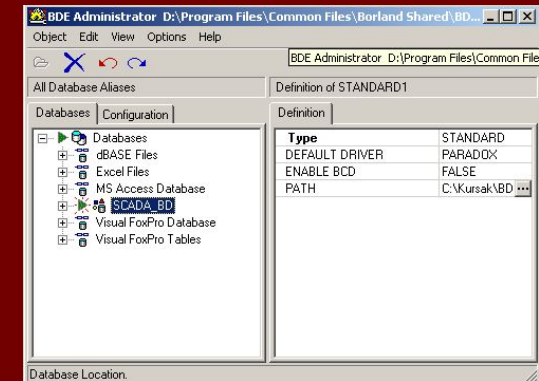 BDE Administrator D:\Program Files\Common Files\Borland Shared\BD...
Object Edit View Options Help
BDE Administrator D:\Program Files\Common File
All Database Aliases
Definition of STANDARD1
Databases Configuration
Definition
Databases
dBASE Files
Excel Files
MS Access Database
SCADA_BD
Visual FoxPro Database
Visual FoxPro Tables
Type STANDARD
DEFAULT DRIVER PARADOX
ENABLE BCD FALSE
PATH C:\Kursak\BD ...
Database Location.